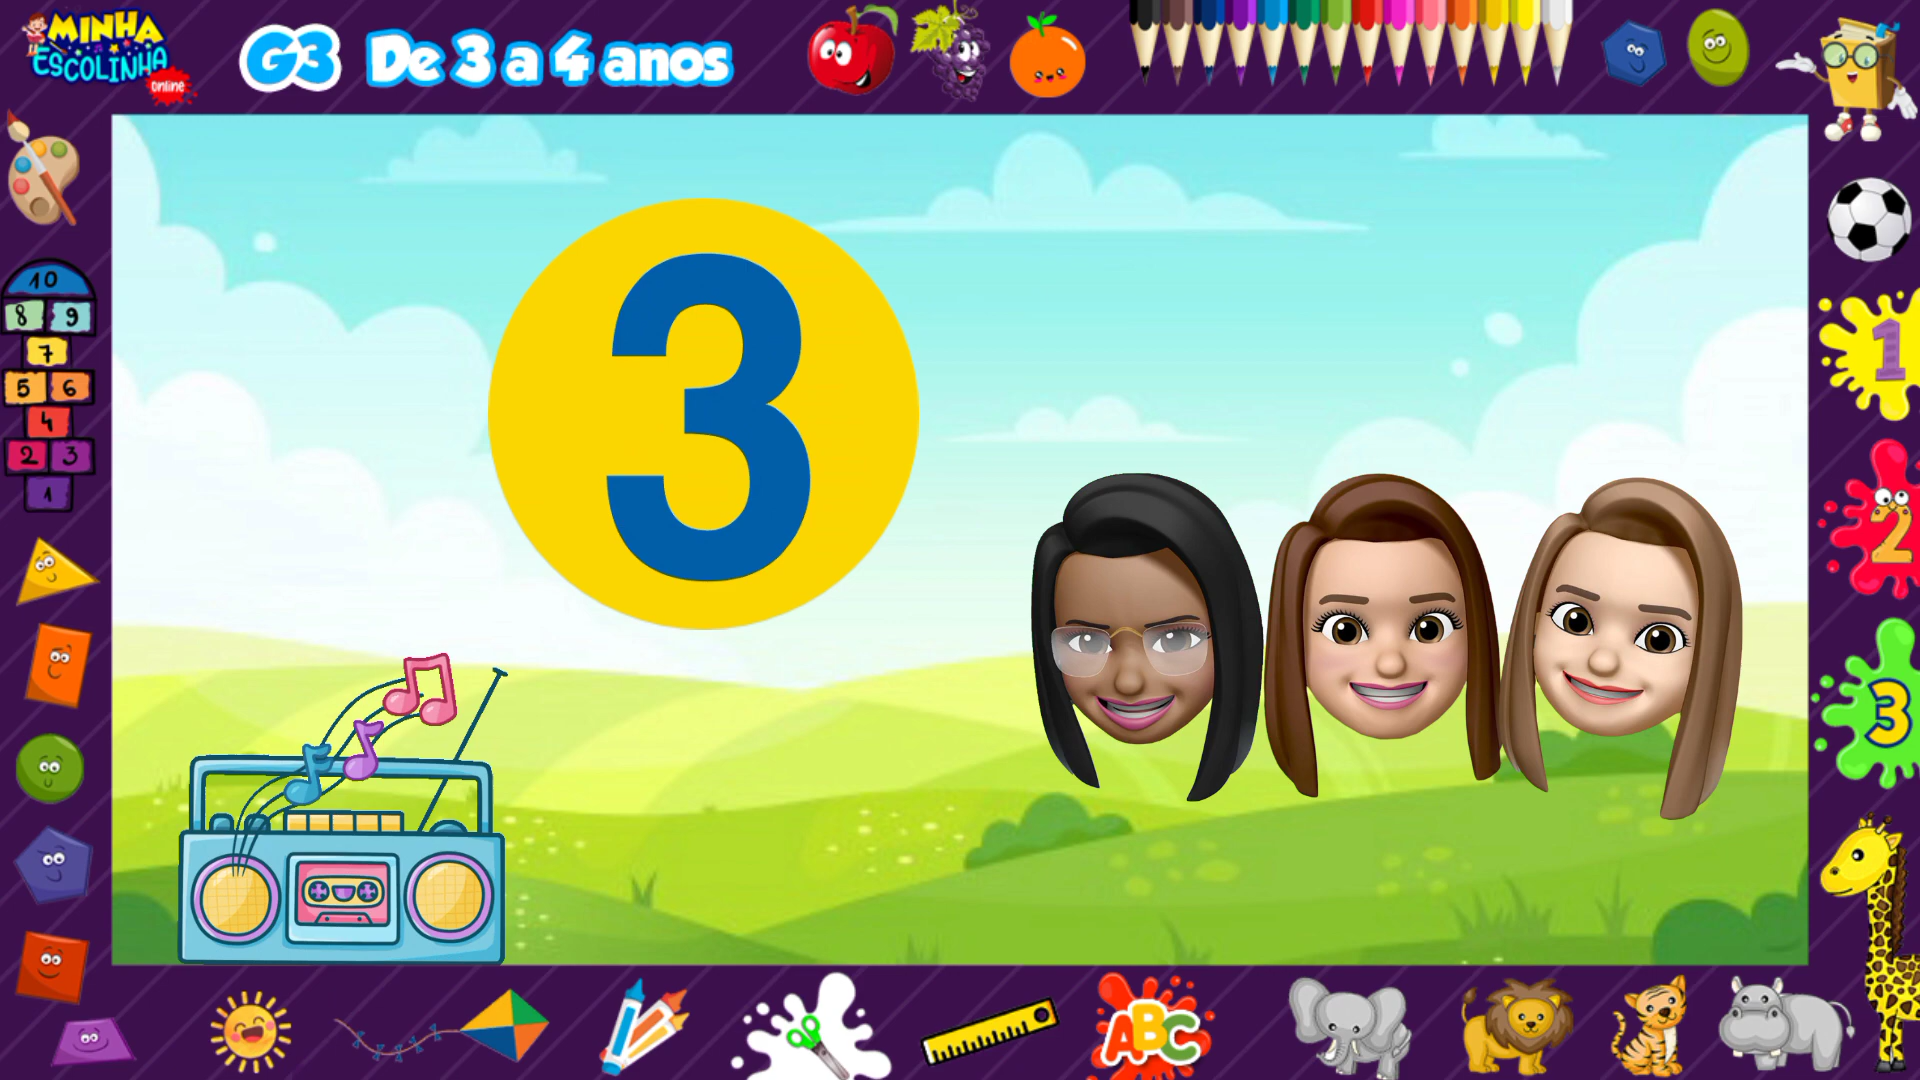 MINHA
ESCOLINHA
online
G3 De 3 a 4 anos
3
10
8 9
7
5 6
4
2 3
1
1
2
3
ABC